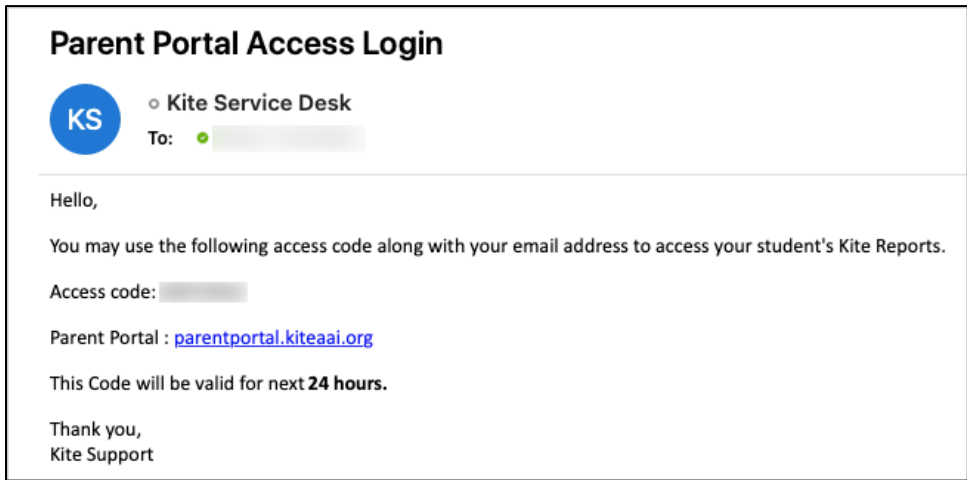 Parent Portal Access Login
KS
Kite Service Desk
To:
Hello,
You may use the following access code along with your email address to access your student's Kite Reports.
Access code:
Parent Portal : parentportal.kiteaai.org
This Code will be valid for next 24 hours.
Thank you,
Kite Support